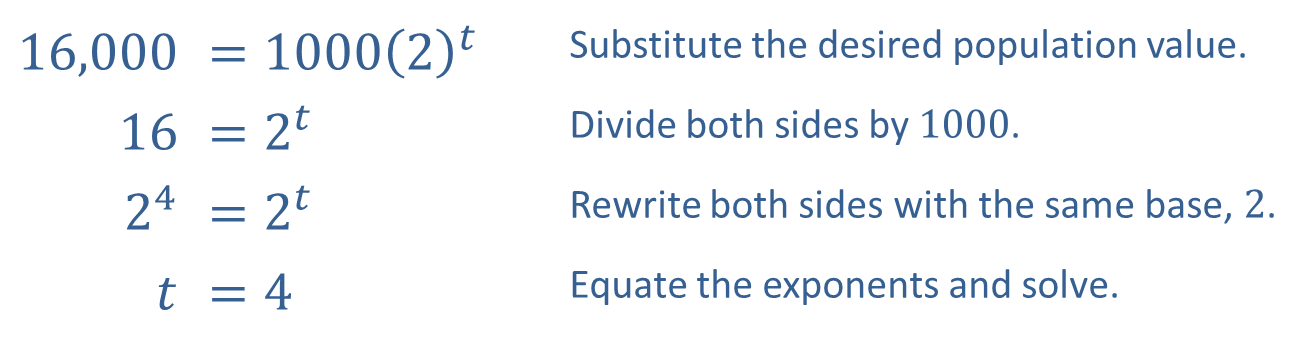 16,000 = 1000(2)^t Substitute the desired population value.
16 = 2^t Divide both sides by 1000.
2^4 = 2^t Rewrite both sides with the same base, 2.
t = 4 Equate the exponents and solve.